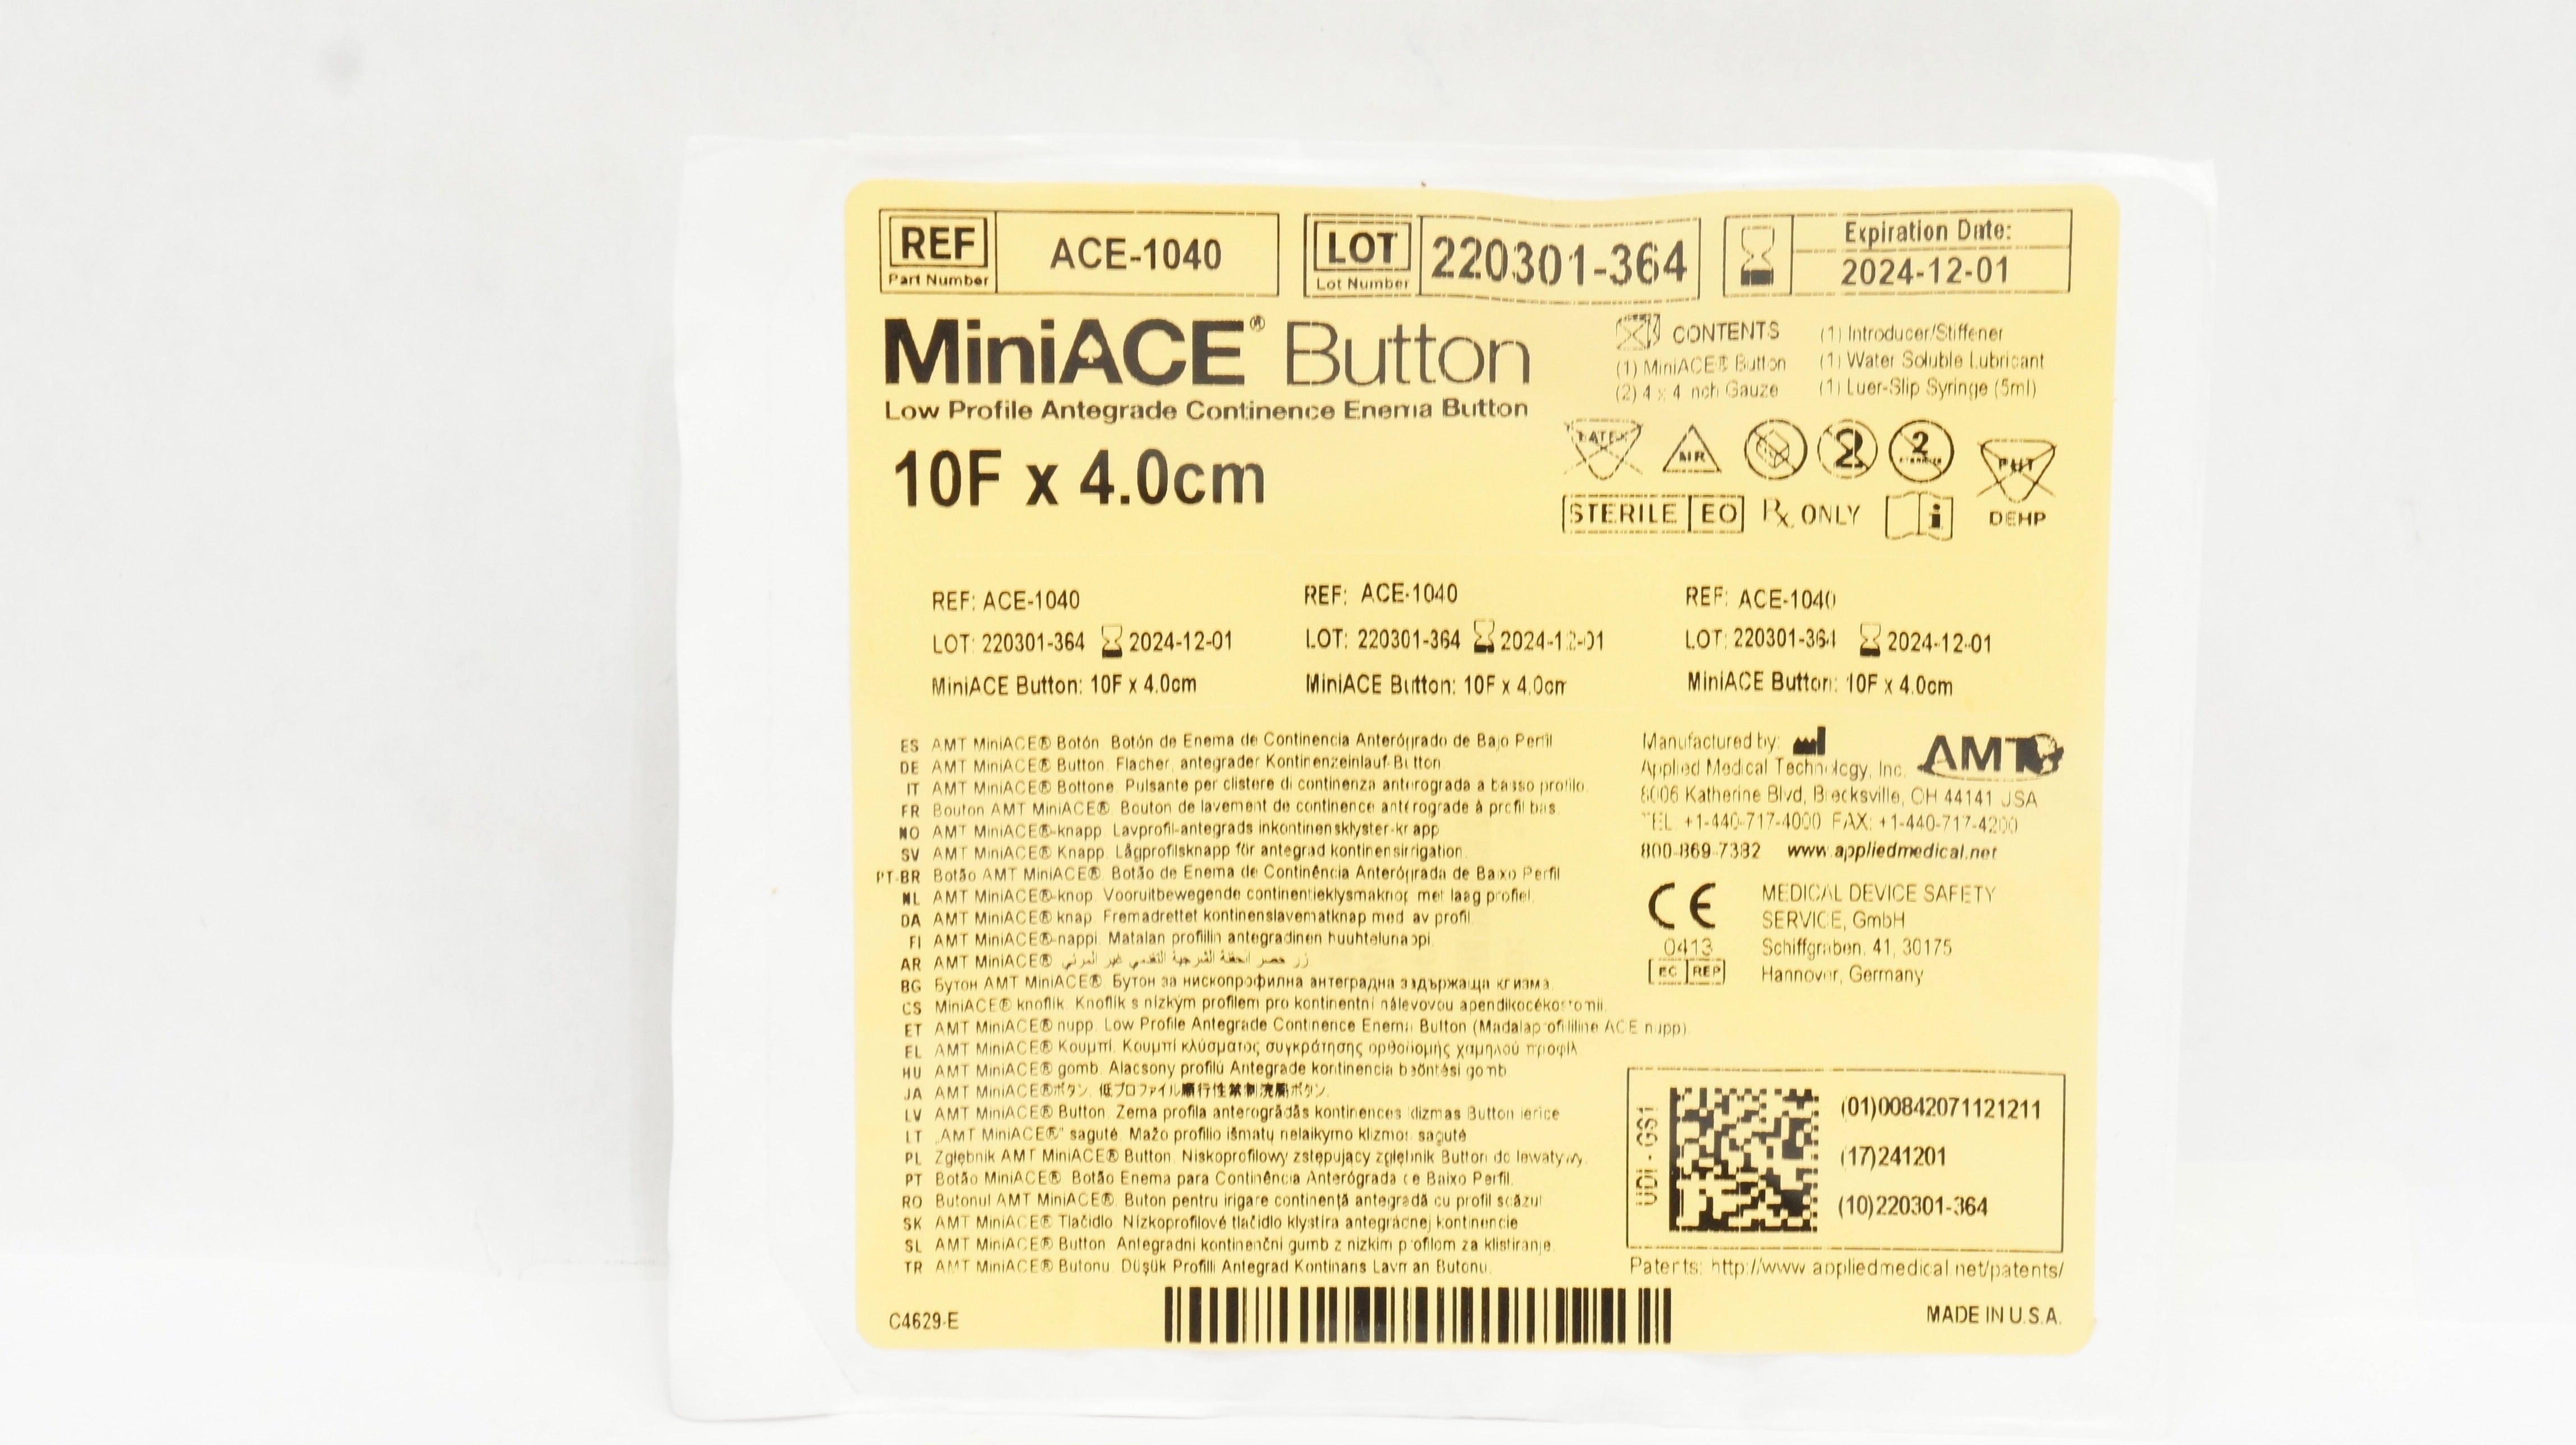 REF
Part Number
ACE-1040
LOT
Lot Number
220301-364
Expiration Date:
2024-12-01
MiniACE® Button
Low Profile Antegrade Continence Enema Button
10F x 4.0cm
CONTENTS
(1) MiniACE® Button
(2) 4 x 4 inch Gauze
(1) Introducer/Stiffener
(1) Water Soluble Lubricant
(1) Luer-Slip Syringe (5ml)
LATEX
MR
2
PHT
DEHP
STERILE EO
Rx ONLY
i
REF: ACE-1040
LOT: 220301-364 2024-12-01
MiniACE Button: 10F x 4.0cm
REF: ACE-1040
LOT: 220301-364 2024-12-01
MiniACE Button: 10F x 4.0cm
REF: ACE-1040
LOT: 220301-364 2024-12-01
MiniACE Button: 10F x 4.0cm
ES AMT MiniACE® Botón. Botón de Enema de Continencia Anterógrado de Bajo Perfil
DE AMT MiniACE® Button. Flacher, antegrader Kontinenzeinlauf-Button
IT AMT MiniACE® Bottone. Pulsante per clistere di continenza anterograda a basso profilo.
FR Bouton AMT MiniACE®. Bouton de lavement de continence antérograde à profil bas
NO AMT MiniACE®-knapp. Lavprofil-antegrads inkontinensklyster-knapp
SV AMT MiniACE® Knapp. Lågprofilsknapp för antegrad kontinensirrigation.
PT-BR Botão AMT MiniACE®. Botão de Enema de Continência Anterógrada de Baixo Perfil
NL AMT MiniACE®-knop. Vooruitbewegende continentieklysmaknop met laag profiel.
DA AMT MiniACE® knap. Fremadrettet kontinenslavematknap med lav profil.
FI AMT MiniACE®-nappi. Matalan profiilin antegradinen huuhtelunappi.
AR AMT MiniACE®
BG Бутон AMT MiniACE®. Бутон за нископрофилна антеградна задържаща клизма.
CS MiniACE® knoflík. Knoflík s nízkým profilem pro kontinentní nálevovou apendikocékostomii.
ET AMT MiniACE® nupp. Low Profile Antegrade Continence Enema Button (Madalaprofiililine ACE nupp).
EL AMT MiniACE® Κουμπί. Κουμπί κλύσματος συγκράτησης ορθοδρομής χαμηλού προφίλ
HU AMT MiniACE® gomb. Alacsony profilú Antegrade kontinencia beöntési gomb
JA AMT MiniACE®ボタン. 低プロファイル順行性禁制浣腸ボタン.
LV AMT MiniACE® Button. Zema profila anterogrādās kontinences klizmas Button ierīce
LT „AMT MiniACE®“ sagutė. Mažo profilio išmatų nelaikymo klizmos sagutė
PL Zgłębnik AMT MiniACE® Button. Niskoprofilowy zstępujący zgłębnik Button do lewatywy.
PT Botão MiniACE®. Botão Enema para Continência Anterógrada de Baixo Perfil.
RO Butonul AMT MiniACE®. Buton pentru irigare continență antegradă cu profil scăzut
SK AMT MiniACE® Tlačidlo. Nízkoprofilové tlačidlo klystíra antegrádnej kontinencie
SL AMT MiniACE® Button. Antegradni kontinenčni gumb z nizkim profilom za klistiranje.
TR AMT MiniACE® Butonu. Düşük Profilli Antegrad Kontinans Lavman Butonu.
Manufactured by:
Applied Medical Technology, Inc.
8006 Katherine Blvd, Brecksville, OH 44141 USA
TEL. +1-440-717-4000 FAX: +1-440-717-4200
800-869-7382 www.appliedmedical.net
AMT
CE
0413
EC REP
MEDICAL DEVICE SAFETY
SERVICE, GmbH
Schiffgraben, 41, 30175
Hannover, Germany
UDI - GS1
(01)00842071121211
(17)241201
(10)220301-364
Patents: http://www.appliedmedical.net/patents/
C4629-E
MADE IN U.S.A.